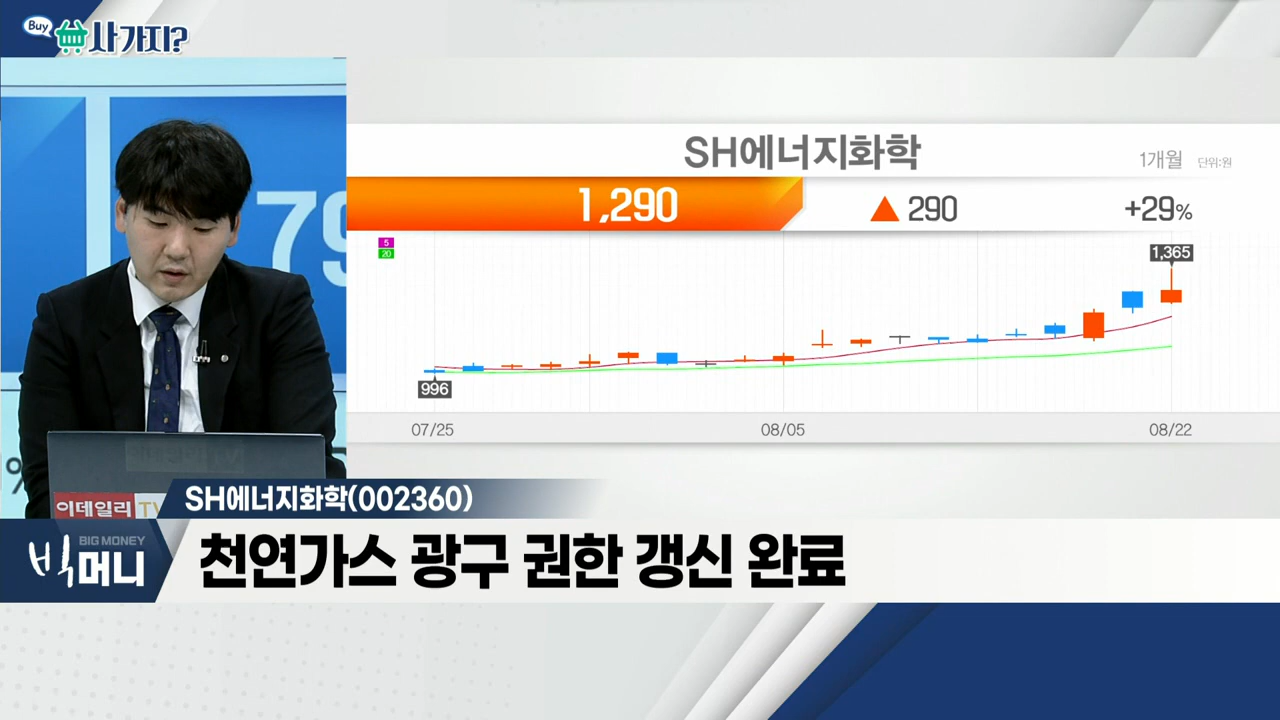 Buy
사가지?
79
SH에너지화학
1개월 단위:원
1,290 ▲ 290 +29%
5
20
1,365
996
07/25 08/05 08/22
%
이데일리 TV
SH에너지화학(002360)
BIG MONEY
빅머니
천연가스 광구 권한 갱신 완료